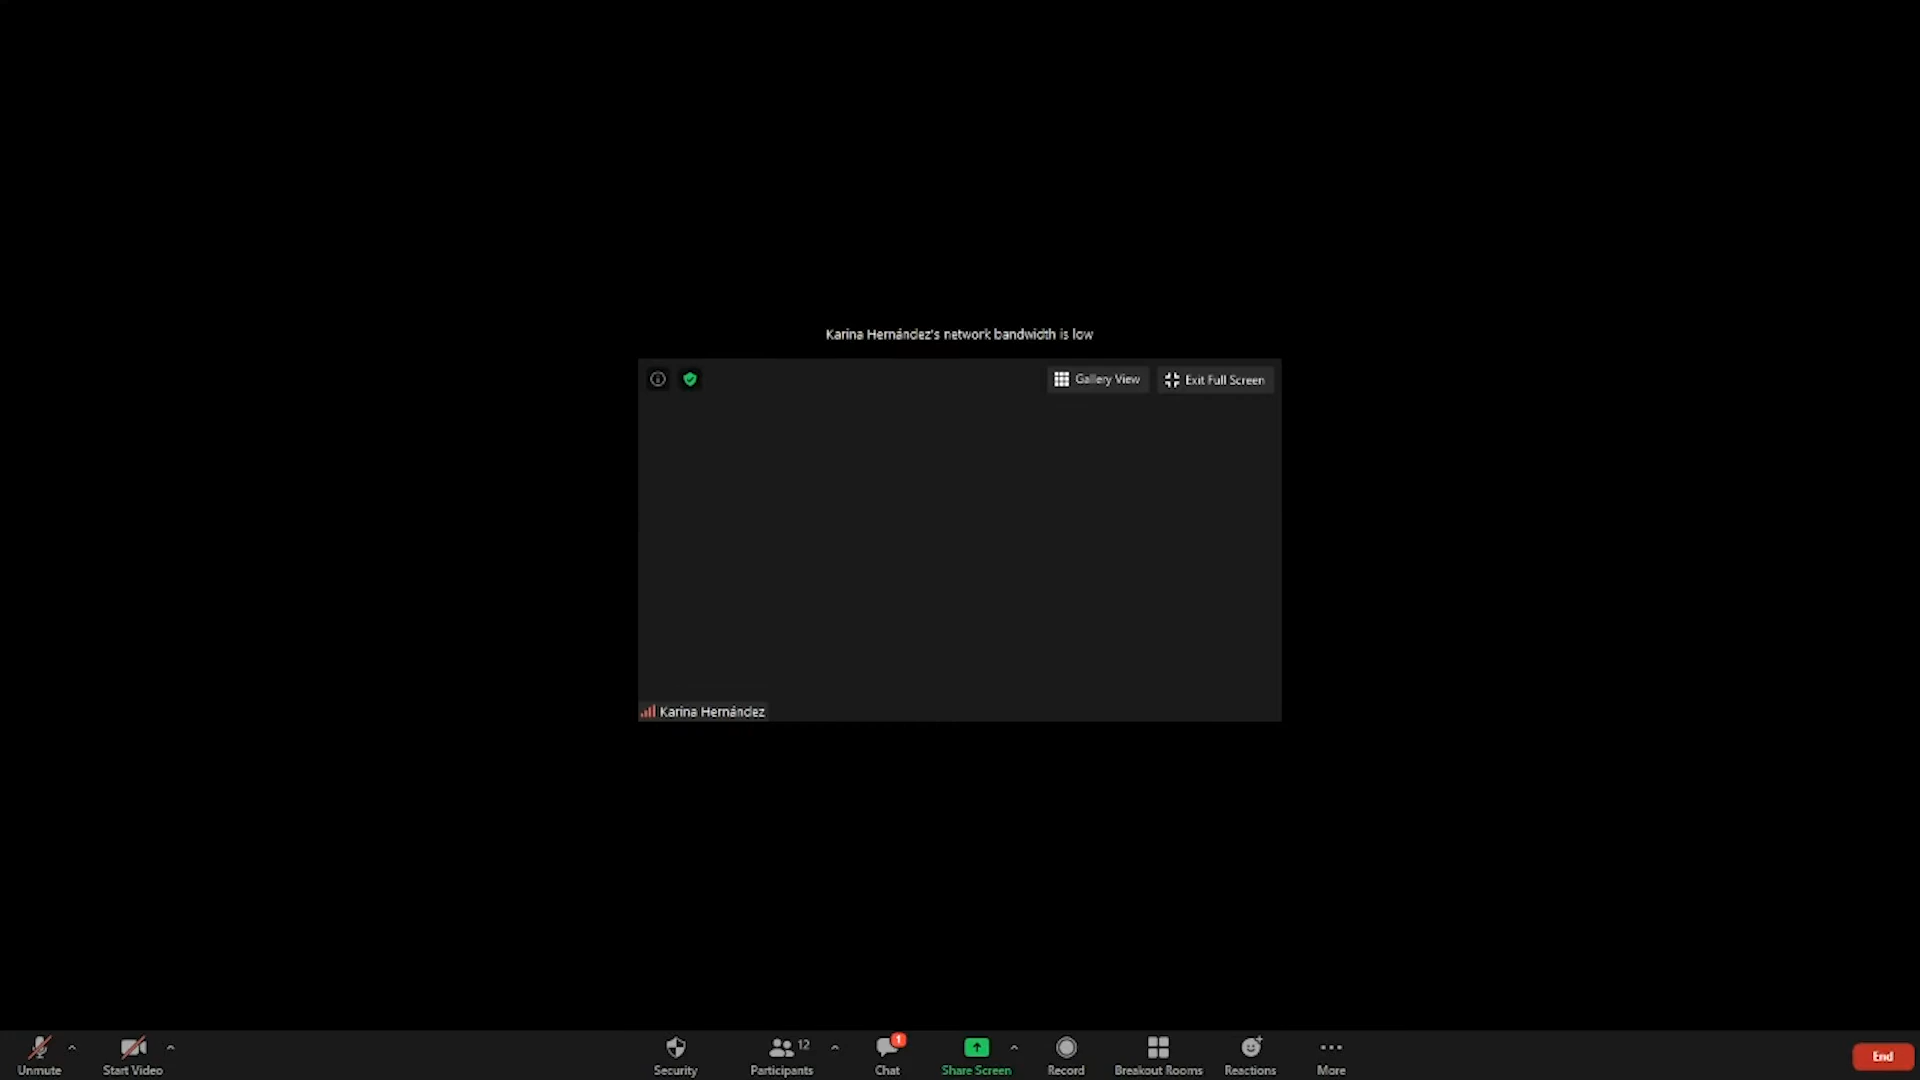 Karina Hernández's network bandwidth is low
Gallery View
Exit Full Screen
Karina Hernández
Unmute
Start Video
Security
12
Participants
1
Chat
Share Screen
Record
Breakout Rooms
Reactions
More
End